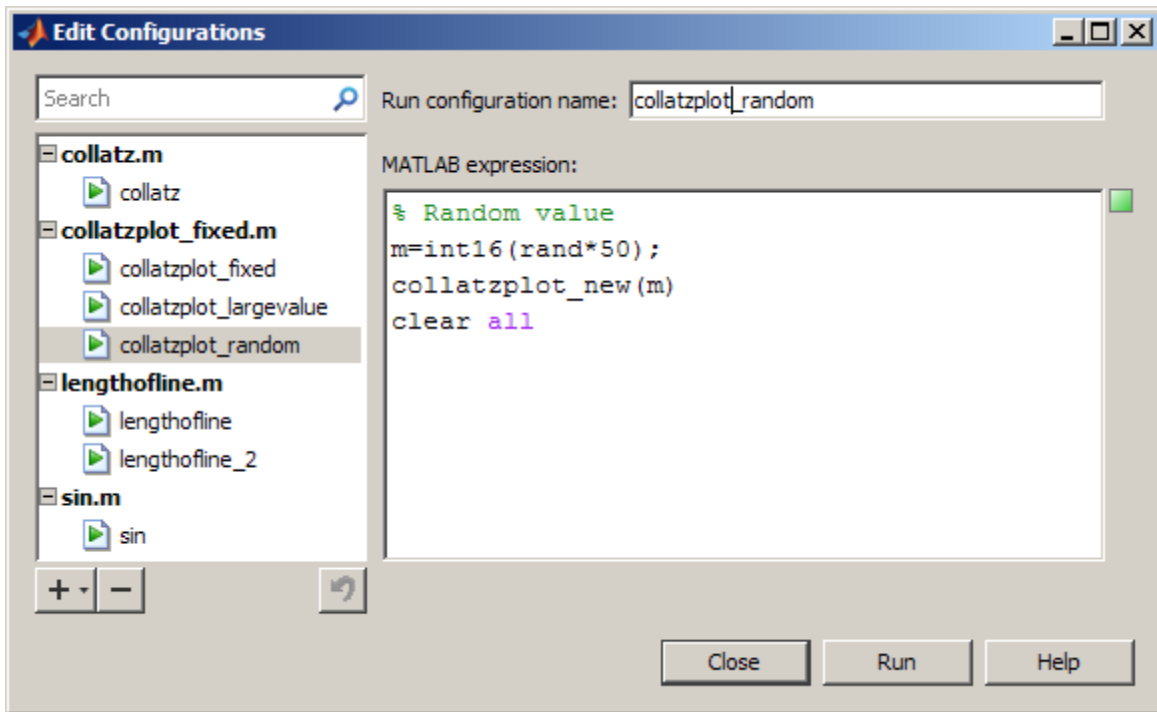 Edit Configurations
Search
Run configuration name: collatzplot_random
collatz.m
collatz
collatzplot_fixed.m
collatzplot_fixed
collatzplot_largevalue
collatzplot_random
lengthofline.m
lengthofline
lengthofline_2
sin.m
sin
MATLAB expression:
% Random value
m=int16(rand*50);
collatzplot_new(m)
clear all
Close
Run
Help